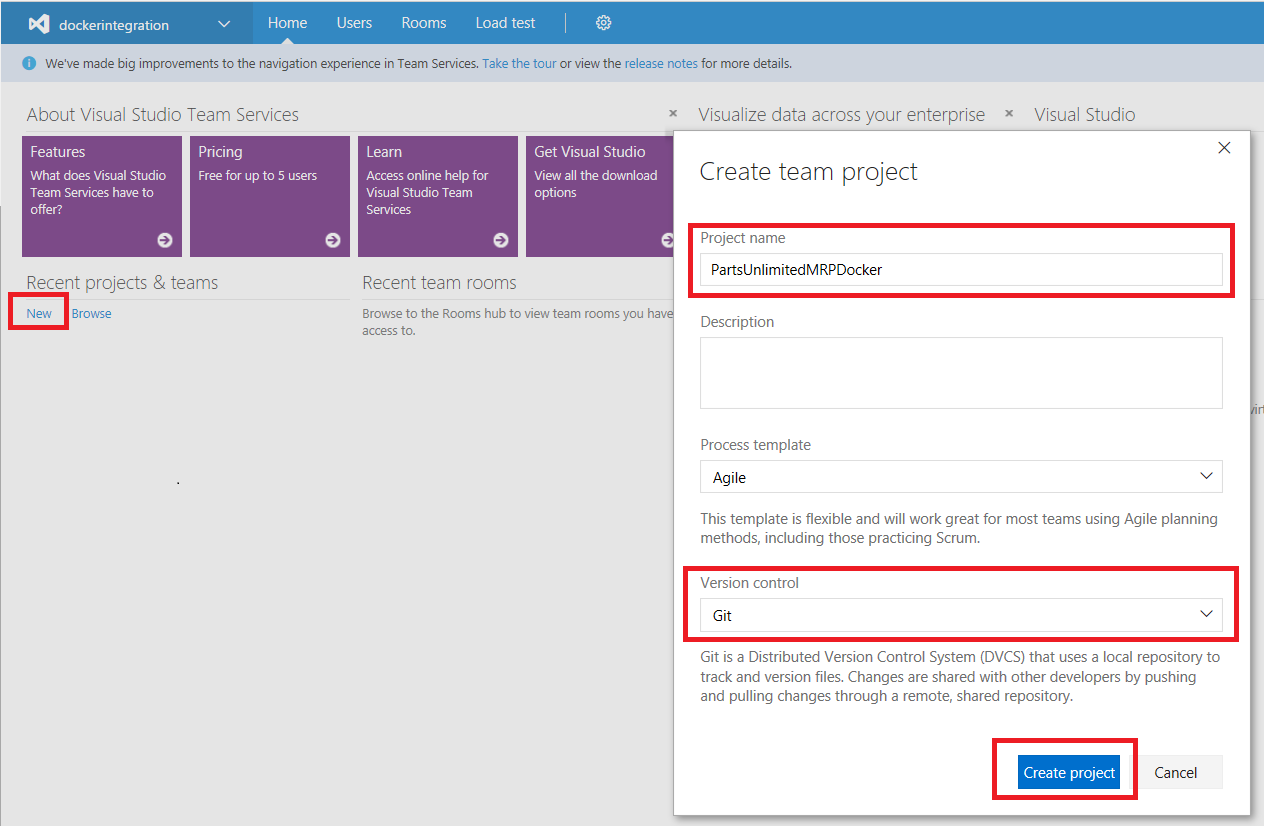 dockerintegration
Home Users Rooms Load test
We've made big improvements to the navigation experience in Team Services. Take the tour or view the release notes for more details.
About Visual Studio Team Services
Visualize data across your enterprise
Visual Studio
Features
What does Visual Studio
Team Services have to
offer?
Pricing
Free for up to 5 users
Learn
Access online help for
Visual Studio Team
Services
Get Visual Studio
View all the download
options
Recent projects & teams
New Browse
Recent team rooms
Browse to the Rooms hub to view team rooms you have
access to.
Create team project
Project name
PartsUnlimitedMRPDocker
Description
Process template
Agile
This template is flexible and will work great for most teams using Agile planning
methods, including those practicing Scrum.
Version control
Git
Git is a Distributed Version Control System (DVCS) that uses a local repository to
track and version files. Changes are shared with other developers by pushing
and pulling changes through a remote, shared repository.
Create project
Cancel